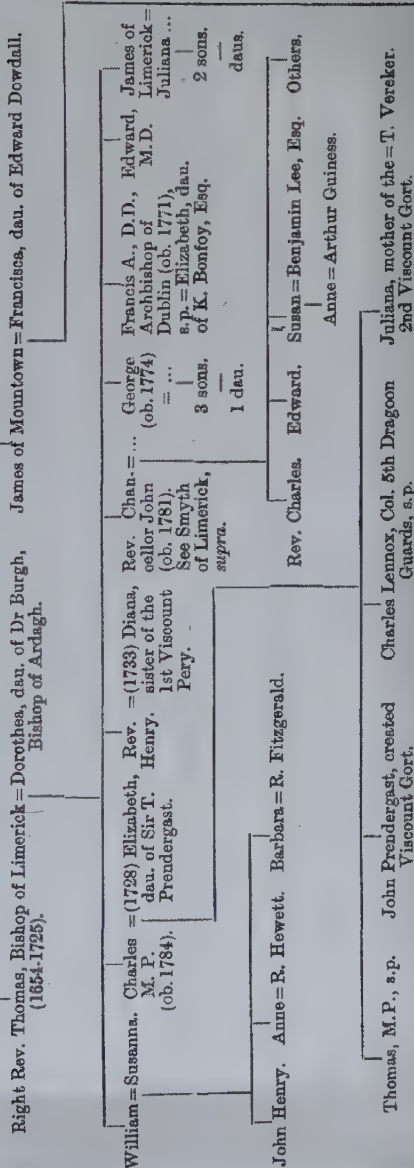 Right Rev. Thomas, Bishop of Limerick = Dorothea, dau. of Dr Burgh,
(1654-1725). Bishop of Ardagh.
James of Mountown = Francisca, dau. of Edward Dowdall.
William = Susanna.
Charles = (1728) Elizabeth,
M. P. dau. of Sir T.
(ob. 1784). Prendergast.
Rev. = (1733) Diana,
Henry. sister of the
1st Viscount
Pery.
Rev. Chan- = ...
cellor John
(ob. 1781).
See Smyth
of Limerick,
supra.
George
(ob. 1774)
= ...
3 sons.
1 dau.
Francis A., D.D.,
Archbishop of
Dublin (ob. 1771),
s.p. = Elizabeth, dau.
of K. Bonfoy, Esq.
Edward,
M.D.
James of
Limerick =
Juliana ...
2 sons.
daus.
John Henry. Anne = R. Hewett. Barbara = R. Fitzgerald.
Rev. Charles. Edward. Susan = Benjamin Lee, Esq. Others.
Anne = Arthur Guiness.
Thomas, M.P., s.p.
John Prendergast, created
Viscount Gort.
Charles Lennox, Col. 5th Dragoon
Guards, s.p.
Juliana, mother of the = T. Vereker.
2nd Viscount Gort.